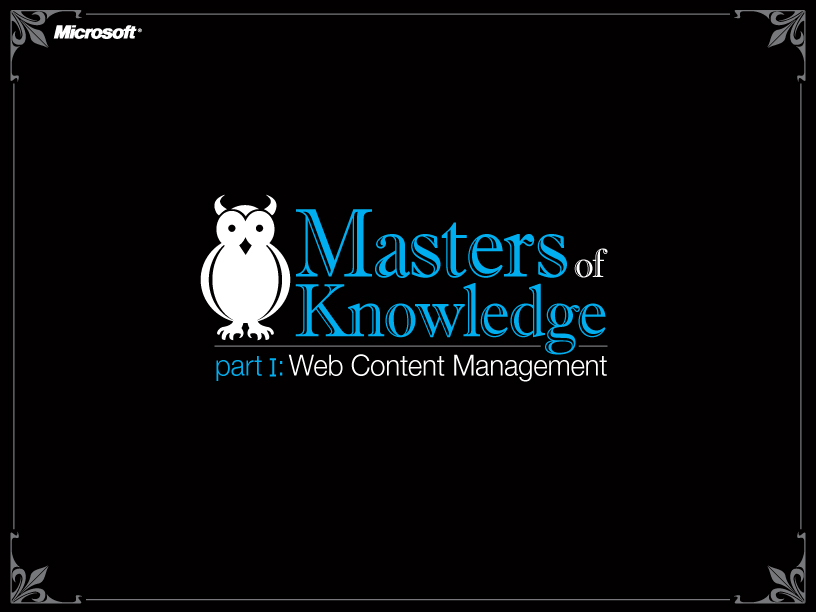 Microsoft®
Masters of
Knowledge
part I: Web Content Management